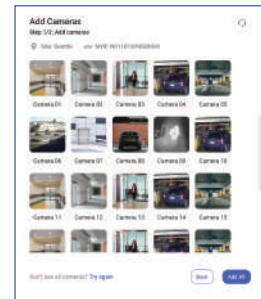 Add Cameras
Step 1/2: Add cameras
Site: Seattle
NVR:
Camera 01 Camera 02 Camera 03 Camera 04 Camera 05
Camera 06 Camera 07 Camera 08 Camera 09 Camera 10
Camera 11 Camera 12 Camera 13 Camera 14 Camera 15
Don't see all cameras? Try again
Back
Add All